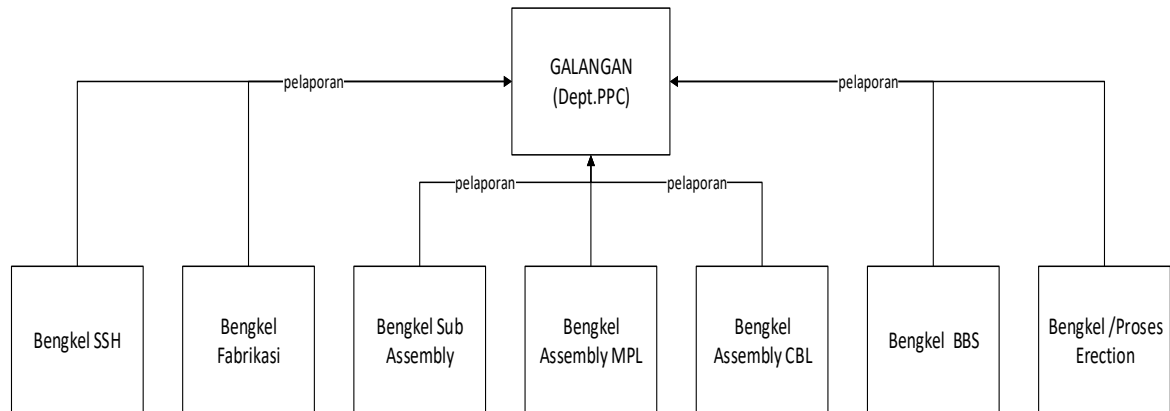 GALANGAN
(Dept.PPC)
pelaporan
pelaporan
pelaporan
pelaporan
Bengkel SSH
Bengkel
Fabrikasi
Bengkel Sub
Assembly
Bengkel
Assembly MPL
Bengkel
Assembly CBL
Bengkel BBS
Bengkel /Proses
Erection